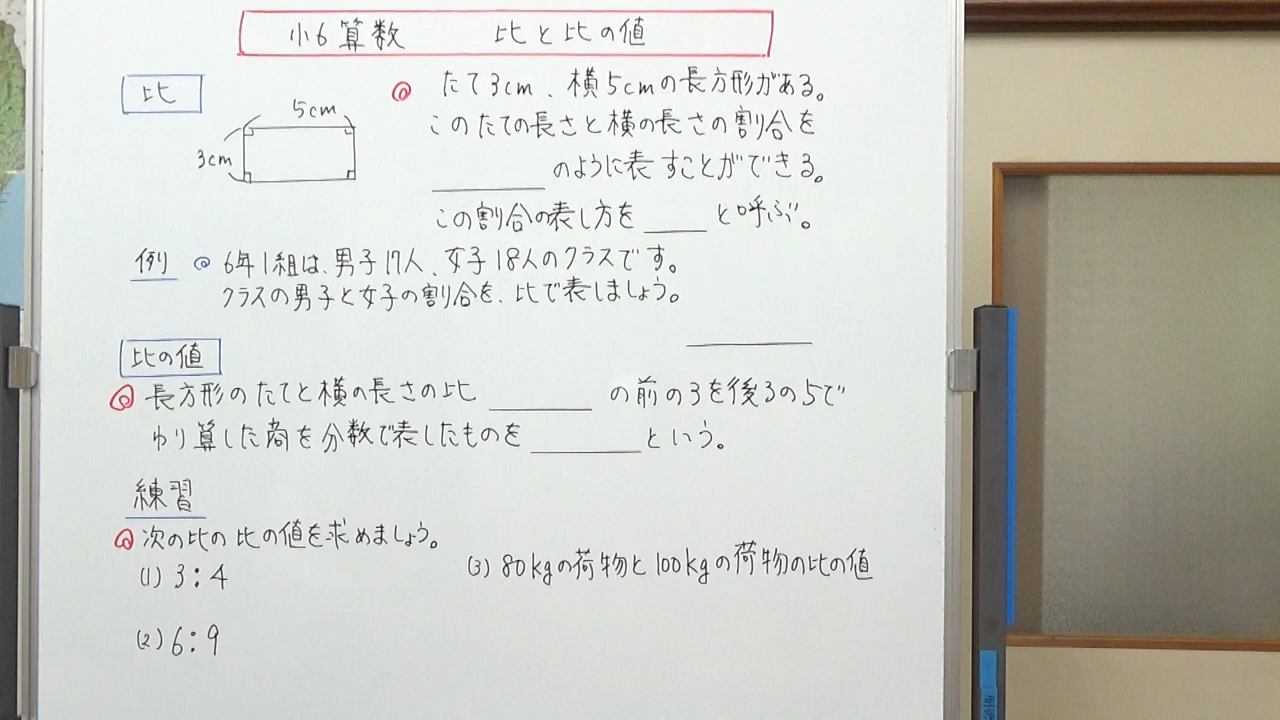 小6算数　比と比の値
比
5cm
3cm
たて3cm、横5cmの長方形がある。
このたての長さと横の長さの割合を
のように表すことができる。
この割合の表し方を と呼ぶ。
例 6年1組は、男子17人、女子18人のクラスです。
クラスの男子と女子の割合を、比で表しましょう。
比の値
長方形のたてと横の長さの比 の前の3を後ろの5で
わり算した商を分数で表したものを という。
練習
次の比の比の値を求めましょう。
(1) 3:4
(3) 80kgの荷物と100kgの荷物の比の値
(2) 6:9